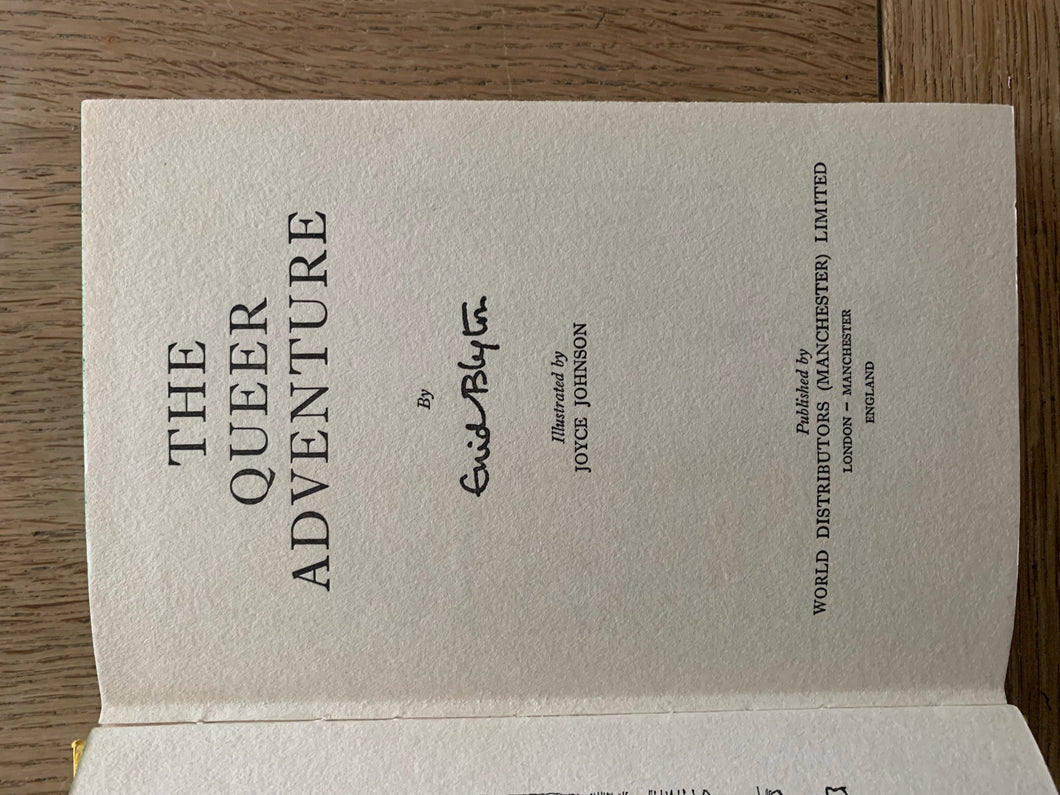 THE
QUEER
ADVENTURE
By
Enid Blyton
Illustrated by
JOYCE JOHNSON
Published by
WORLD DISTRIBUTORS (MANCHESTER) LIMITED
LONDON – MANCHESTER
ENGLAND